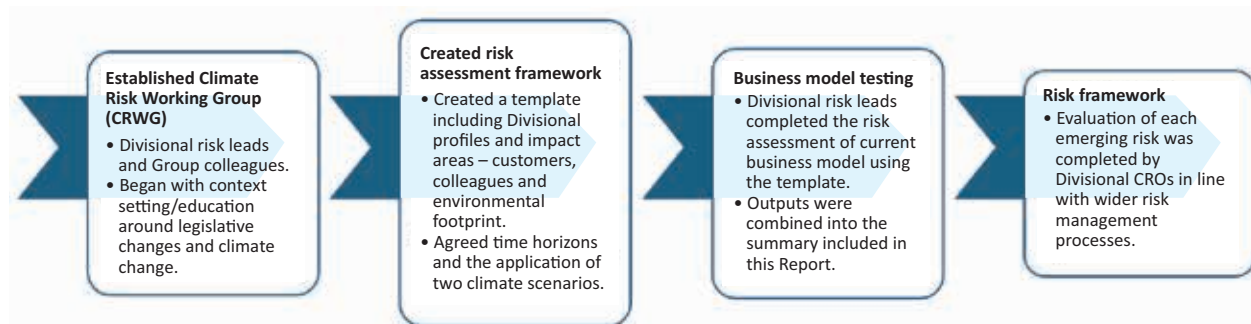 Established Climate
Risk Working Group
(CRWG)
• Divisional risk leads
and Group colleagues.
• Began with context
setting/education
around legislative
changes and climate
change.
Created risk
assessment framework
• Created a template
including Divisional
profiles and impact
areas – customers,
colleagues and
environmental
footprint.
• Agreed time horizons
and the application of
two climate scenarios.
Business model testing
• Divisional risk leads
completed the risk
assessment of current
business model using
the template.
• Outputs were
combined into the
summary included in
this Report.
Risk framework
• Evaluation of each
emerging risk was
completed by
Divisional CROs in line
with wider risk
management
processes.